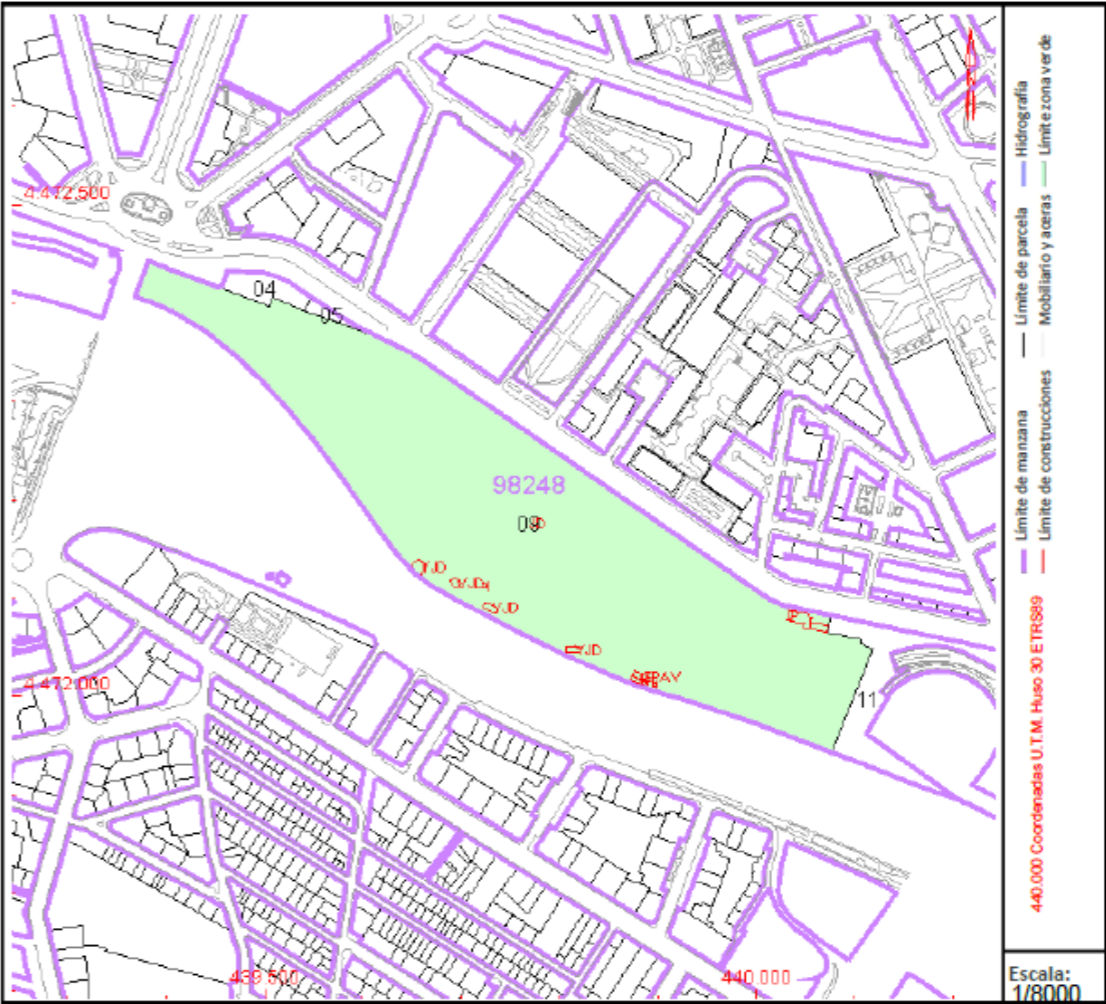 4.472.500
04
05
98248
09
JD
YJD
YJD
YJD
YJD
PAV
P
4.472.000
11
439.500
440.000
Hidrografía
Límite zona verde
Límite de parcela
Mobiliario y aceras
Límite de manzana
Límite de construcciones
440.000 Coordenadas U.T.M. Huso 30 ETRS89
Escala:
1/8000